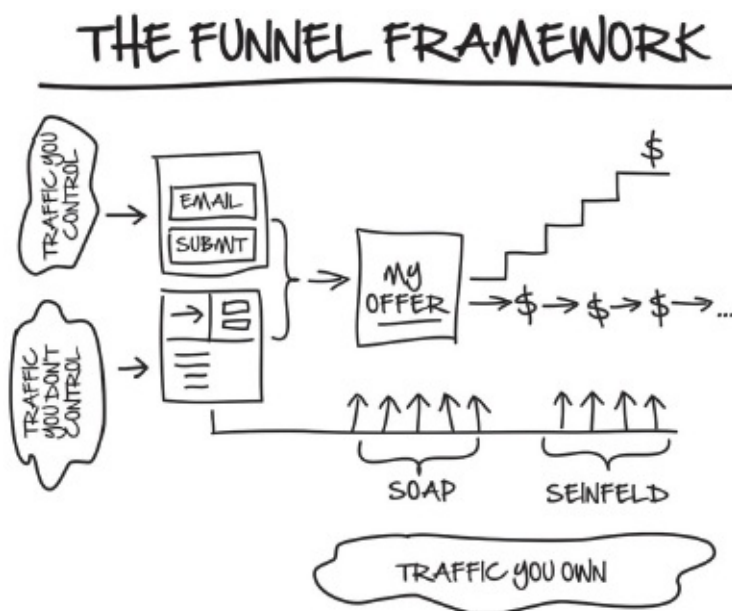 THE FUNNEL FRAMEWORK
TRAFFIC YOU
CONTROL
EMAIL
SUBMIT
TRAFFIC
YOU DON'T
CONTROL
MY
OFFER
$
$ $ $ ...
SOAP
SEINFELD
TRAFFIC YOU OWN